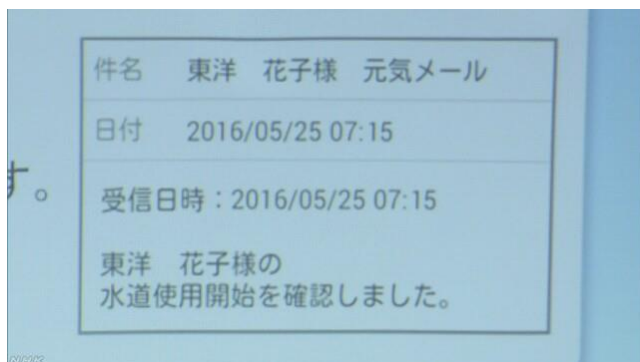 件名 東洋 花子様 元気メール
日付 2016/05/25 07:15
す。
受信日時：2016/05/25 07:15
東洋 花子様の
水道使用開始を確認しました。
NHK